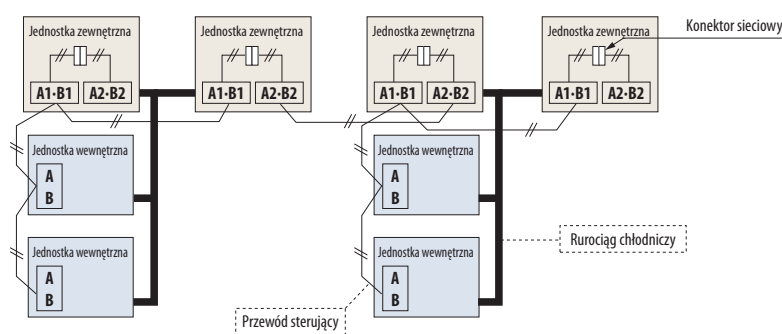 Jednostka zewnętrzna
Jednostka zewnętrzna
Jednostka zewnętrzna
Jednostka zewnętrzna
Konektor sieciowy
A1·B1
A2·B2
A1·B1
A2·B2
A1·B1
A2·B2
A1·B1
A2·B2
Jednostka wewnętrzna
A
B
Jednostka wewnętrzna
A
B
Jednostka wewnętrzna
A
B
Jednostka wewnętrzna
A
B
Rurociąg chłodniczy
Przewód sterujący